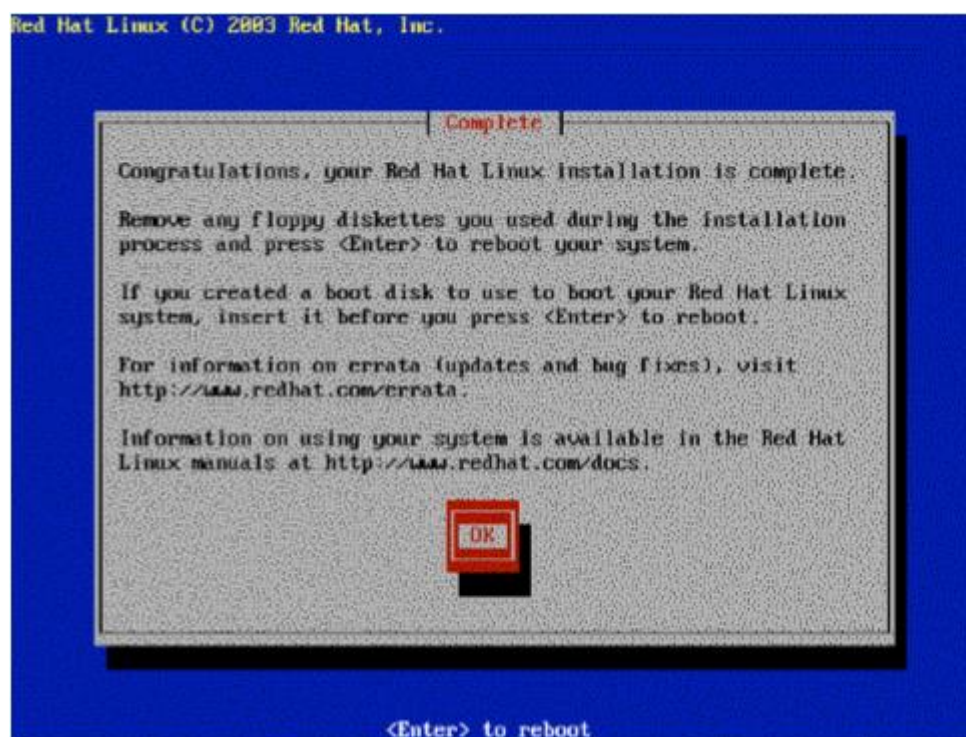 Red Hat Linux (C) 2003 Red Hat, Inc.
Complete
Congratulations, your Red Hat Linux installation is complete.
Remove any floppy diskettes you used during the installation
process and press <Enter> to reboot your system.
If you created a boot disk to use to boot your Red Hat Linux
system, insert it before you press <Enter> to reboot.
For information on errata (updates and bug fixes), visit
http://www.redhat.com/errata.
Information on using your system is available in the Red Hat
Linux manuals at http://www.redhat.com/docs.
OK
<Enter> to reboot